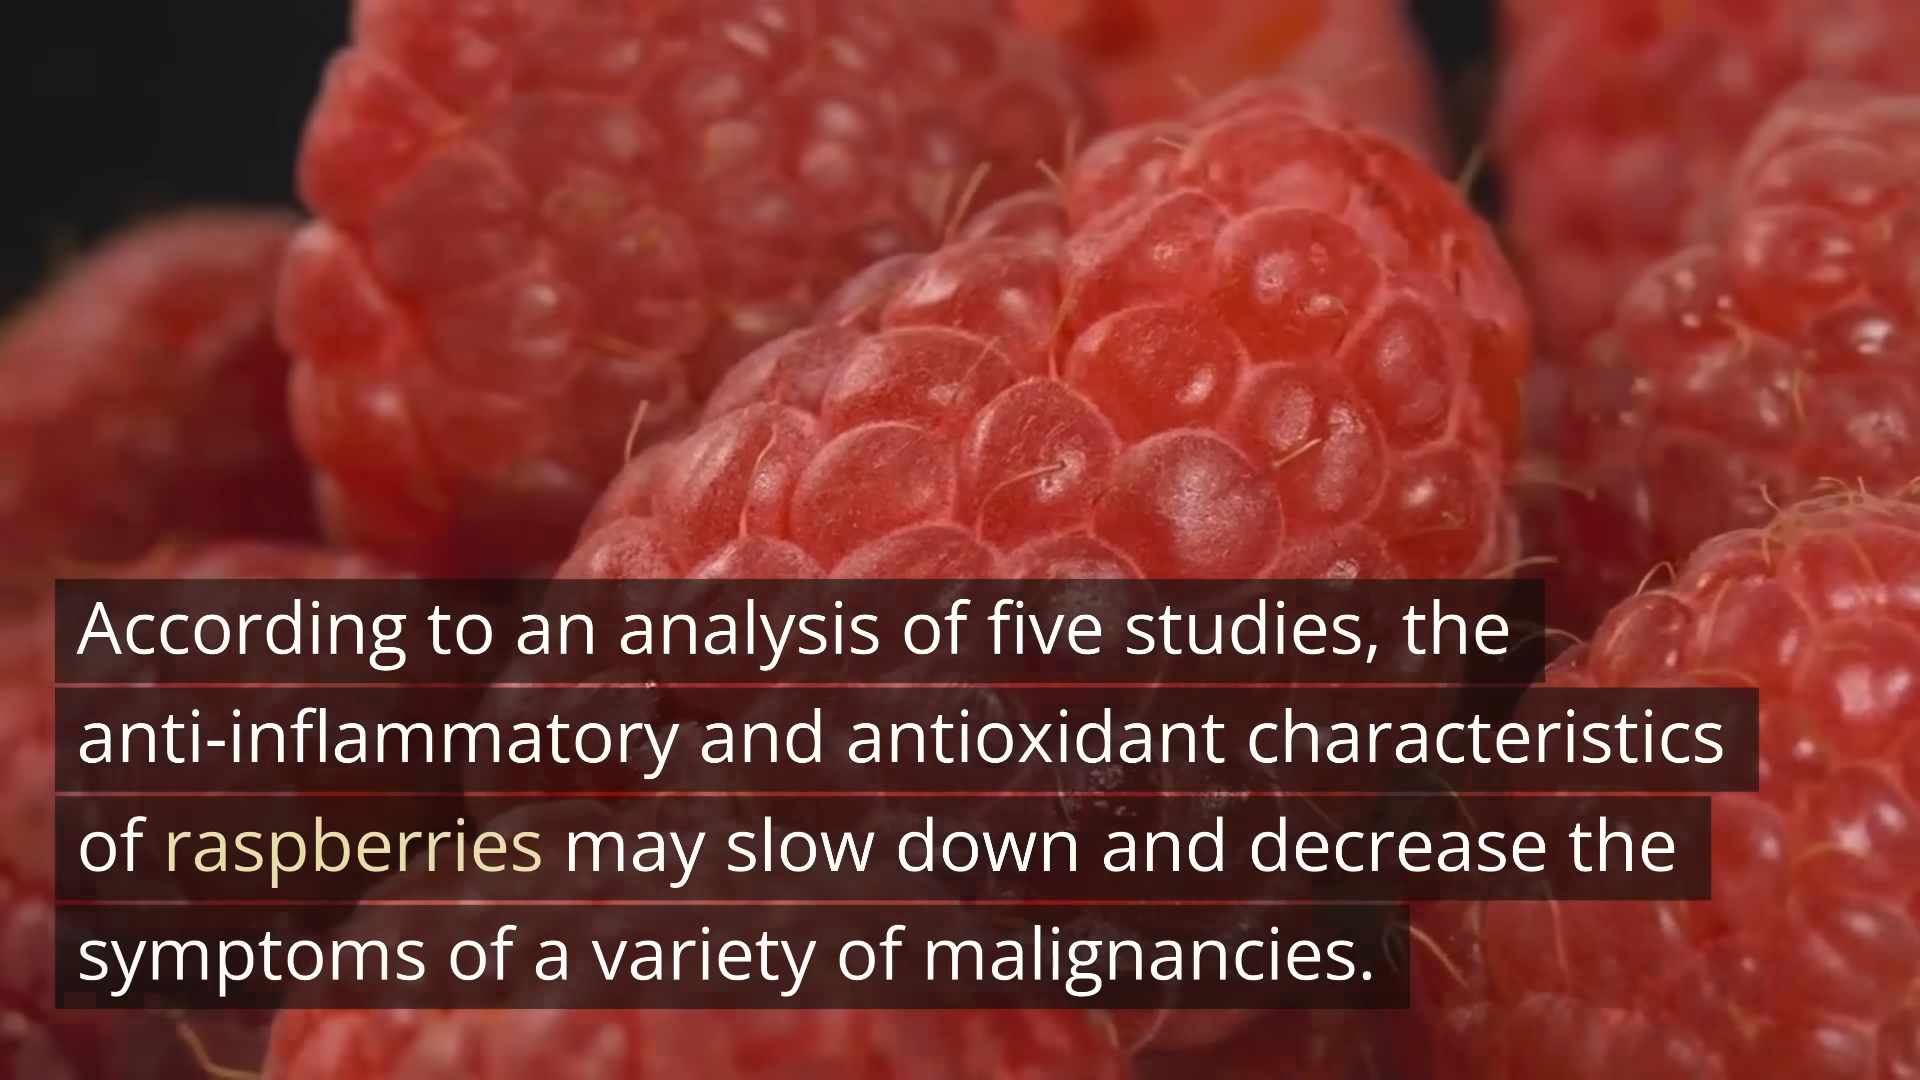 According to an analysis of five studies, the
anti-inflammatory and antioxidant characteristics
of raspberries may slow down and decrease the
symptoms of a variety of malignancies.